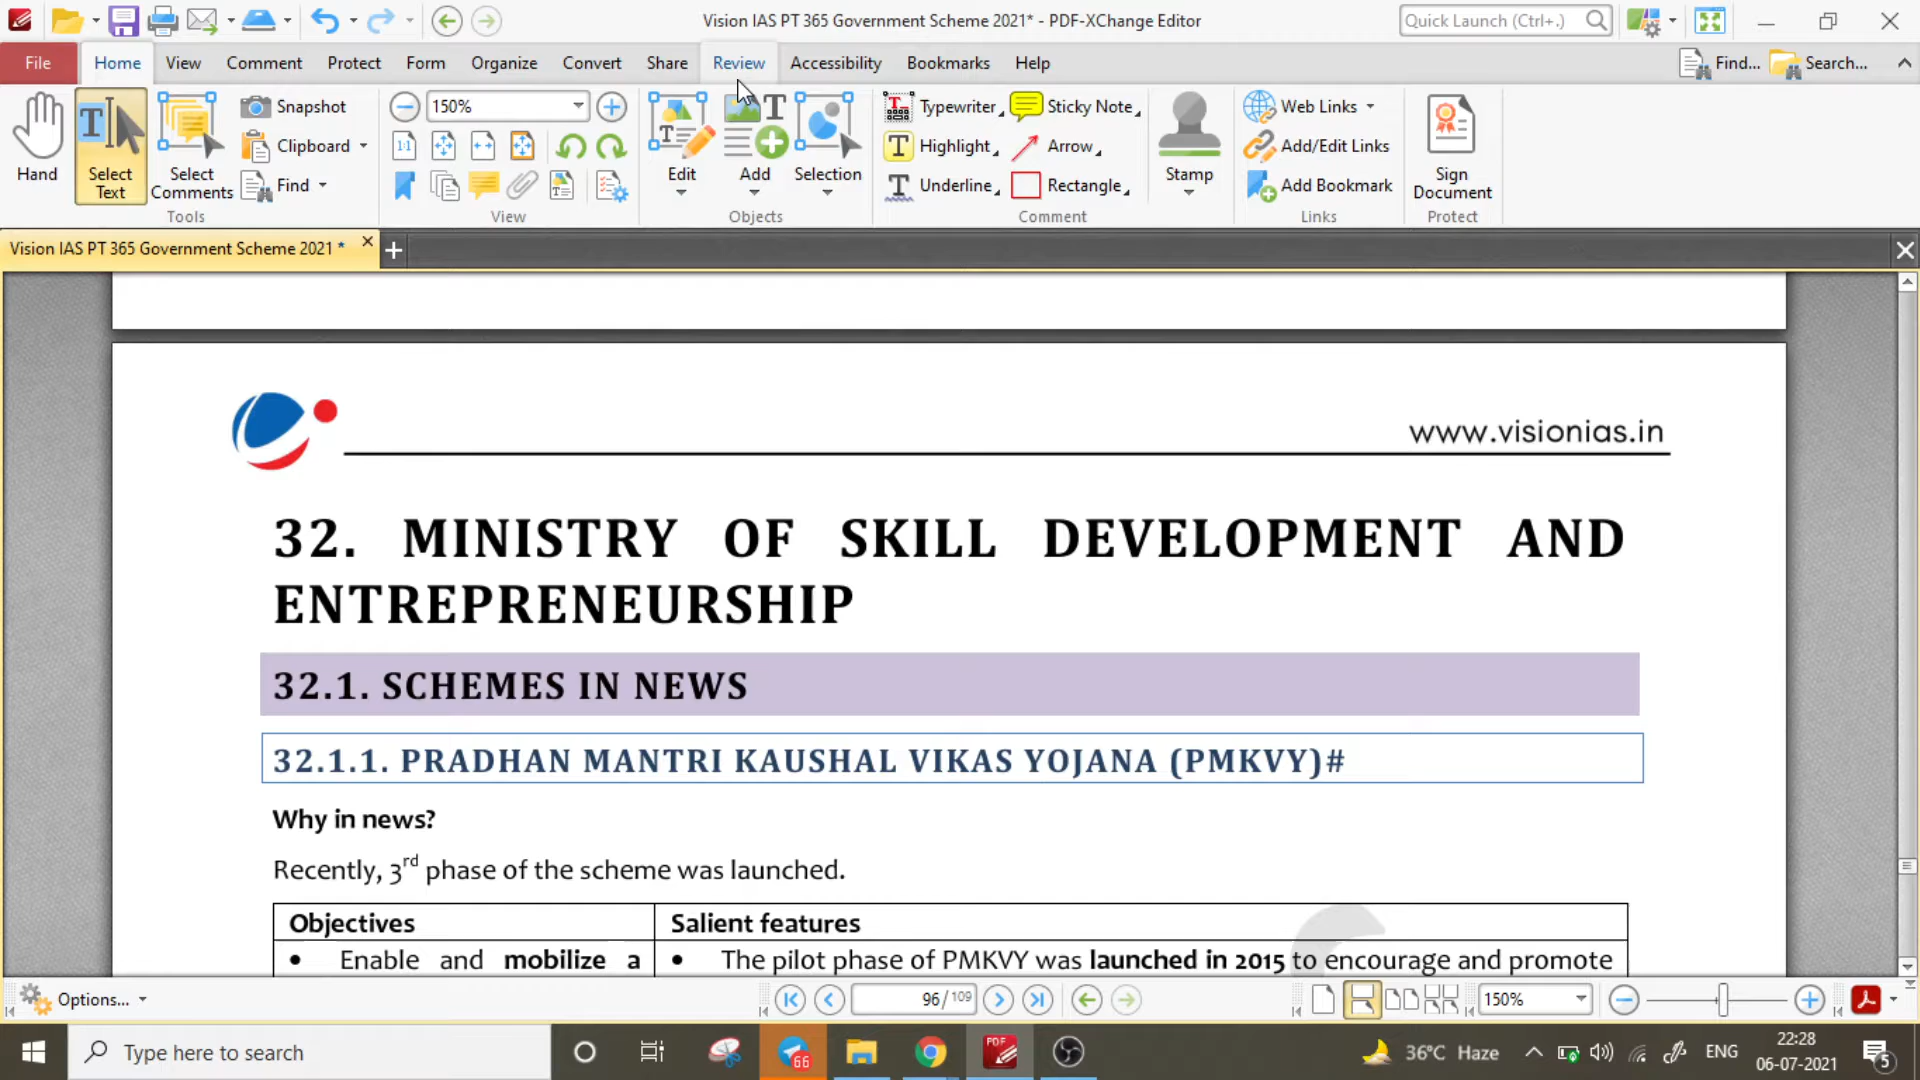 Vision IAS PT 365 Government Scheme 2021* - PDF-XChange Editor
Quick Launch (Ctrl+.)
File Home View Comment Protect Form Organize Convert Share Review Accessibility Bookmarks Help Find... Search...
Hand
Select Text
Select Comments
Snapshot
Clipboard
Find
Tools
150%
1:1
View
Edit
Add
Selection
Objects
Typewriter
Sticky Note
Highlight
Arrow
Underline
Rectangle
Stamp
Comment
Web Links
Add/Edit Links
Add Bookmark
Links
Sign Document
Protect
Vision IAS PT 365 Government Scheme 2021 *
www.visionias.in
32. MINISTRY OF SKILL DEVELOPMENT AND
ENTREPRENEURSHIP
32.1. SCHEMES IN NEWS
32.1.1. PRADHAN MANTRI KAUSHAL VIKAS YOJANA (PMKVY)#
Why in news?
Recently, 3rd phase of the scheme was launched.
Objectives Salient features
• Enable and mobilize a • The pilot phase of PMKVY was launched in 2015 to encourage and promote
Options... 96 / 109 150%
Type here to search 66 PDF 36°C Haze ENG 22:28
06-07-2021 5